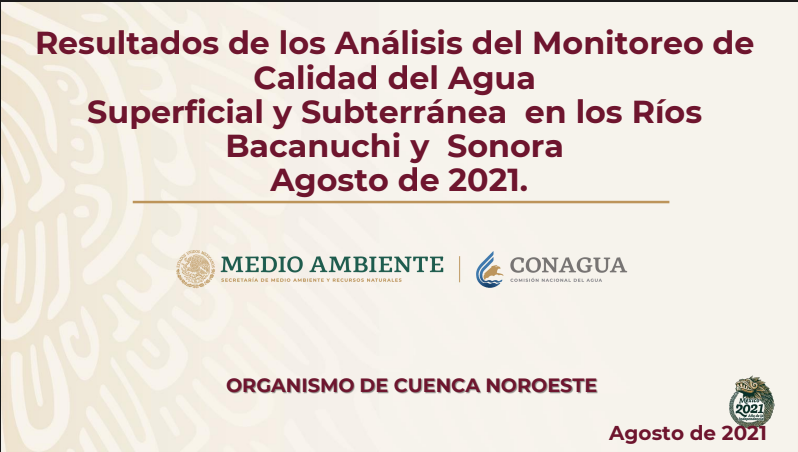 Resultados de los Análisis del Monitoreo de
Calidad del Agua
Superficial y Subterránea en los Ríos
Bacanuchi y Sonora
Agosto de 2021.
MEDIO AMBIENTE
SECRETARÍA DE MEDIO AMBIENTE Y RECURSOS NATURALES
CONAGUA
COMISIÓN NACIONAL DEL AGUA
ORGANISMO DE CUENCA NOROESTE
México
2021
Agosto de 2021